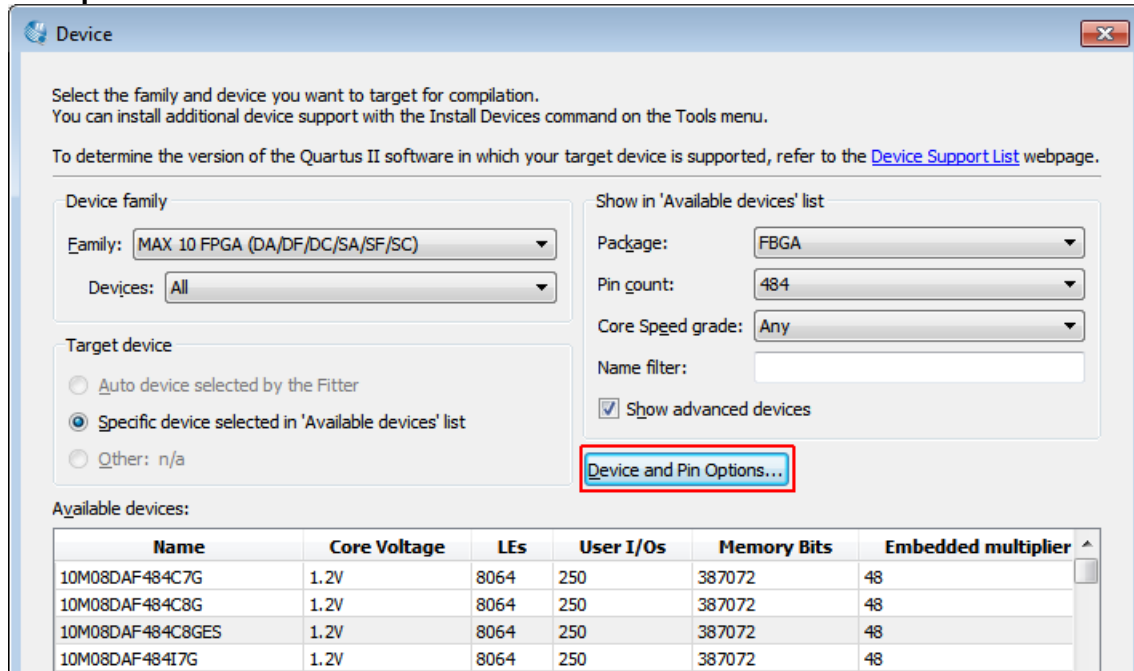 Device
Select the family and device you want to target for compilation.
You can install additional device support with the Install Devices command on the Tools menu.
To determine the version of the Quartus II software in which your target device is supported, refer to the Device Support List webpage.
Device family
Family: MAX 10 FPGA (DA/DF/DC/SA/SF/SC)
Devices: All
Show in 'Available devices' list
Package: FBGA
Pin count: 484
Core Speed grade: Any
Name filter:
Show advanced devices
Target device
Auto device selected by the Fitter
Specific device selected in 'Available devices' list
Other: n/a
Device and Pin Options...
Available devices:
Name Core Voltage LEs User I/Os Memory Bits Embedded multiplier
10M08DAF484C7G 1.2V 8064 250 387072 48
10M08DAF484C8G 1.2V 8064 250 387072 48
10M08DAF484C8GES 1.2V 8064 250 387072 48
10M08DAF484I7G 1.2V 8064 250 387072 48